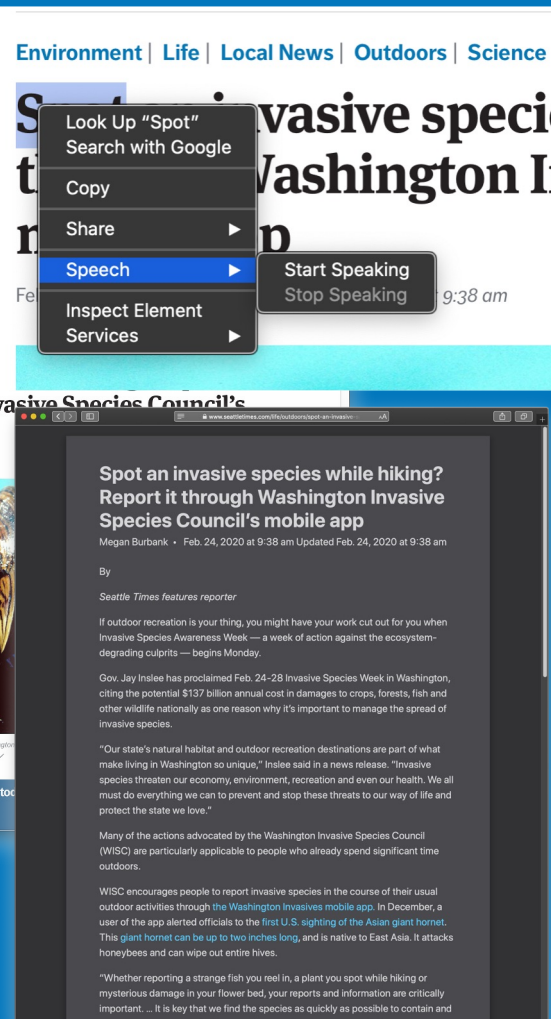 Environment | Life | Local News | Outdoors | Science
vasive speci
Look Up “Spot”
Search with Google
Copy
Share
Speech
Inspect Element
Services
Start Speaking
Stop Speaking
Washington I
p
Fe
9:38 am
vasive Species Council’s
www.seattletimes.com/life/outdoors/spot-an-invasive-
AA
Spot an invasive species while hiking?
Report it through Washington Invasive
Species Council’s mobile app
Megan Burbank • Feb. 24, 2020 at 9:38 am Updated Feb. 24, 2020 at 9:38 am
By
Seattle Times features reporter
If outdoor recreation is your thing, you might have your work cut out for you when
Invasive Species Awareness Week — a week of action against the ecosystem-
degrading culprits — begins Monday.
Gov. Jay Inslee has proclaimed Feb. 24-28 Invasive Species Week in Washington,
citing the potential $137 billion annual cost in damages to crops, forests, fish and
other wildlife nationally as one reason why it’s important to manage the spread of
invasive species.
“Our state’s natural habitat and outdoor recreation destinations are part of what
make living in Washington so unique,” Inslee said in a news release. “Invasive
species threaten our economy, environment, recreation and even our health. We all
must do everything we can to prevent and stop these threats to our way of life and
protect the state we love.”
Many of the actions advocated by the Washington Invasive Species Council
(WISC) are particularly applicable to people who already spend significant time
outdoors.
WISC encourages people to report invasive species in the course of their usual
outdoor activities through the Washington Invasives mobile app. In December, a
user of the app alerted officials to the first U.S. sighting of the Asian giant hornet.
This giant hornet can be up to two inches long, and is native to East Asia. It attacks
honeybees and can wipe out entire hives.
“Whether reporting a strange fish you reel in, a plant you spot while hiking or
mysterious damage in your flower bed, your reports and information are critically
important. ... It is key that we find the species as quickly as possible to contain and